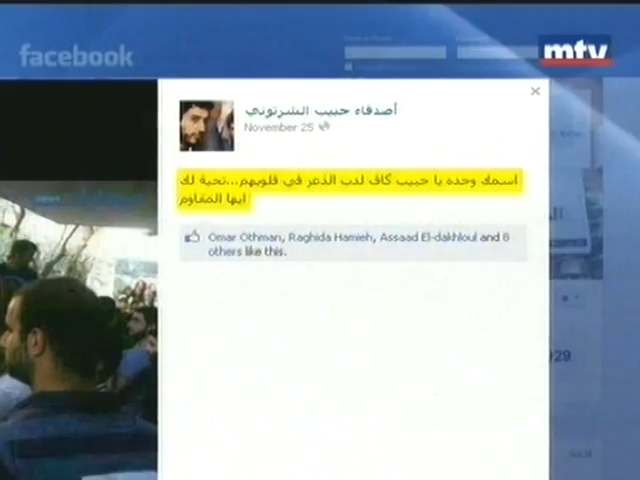 facebook
mtv
أصدقاء حبيب الشرتوني
November 25
اسمك وحده يا حبيب كاف لدب الذعر في قلوبهم...تحية لك
ايها المقاوم
Omar Othman, Raghida Hamieh, Assaad El-dakhloul and 8
others like this.
929